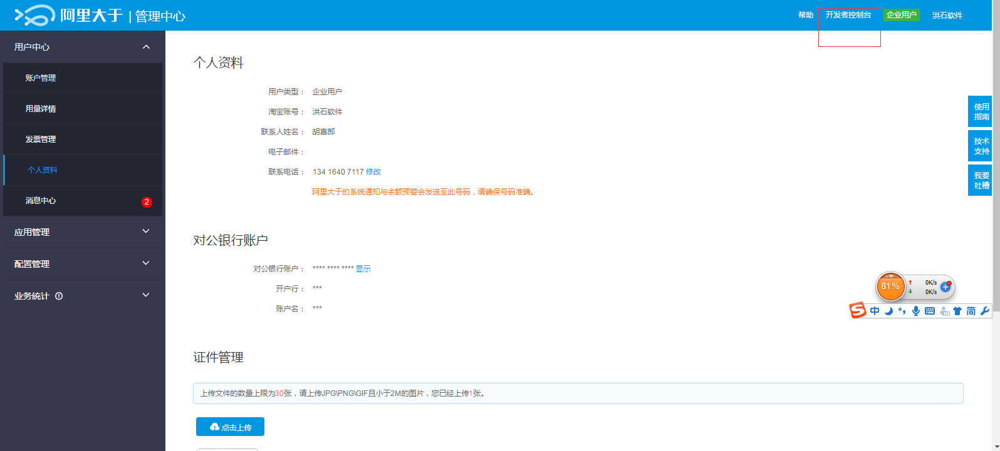 阿里大于 | 管理中心
帮助 开发者控制台 企业用户 洪石软件
用户中心
账户管理
用量详情
发票管理
个人资料
消息中心 2
应用管理
配置管理
业务统计
个人资料
用户类型： 企业用户
淘宝账号： 洪石软件
联系人姓名： 胡喜郎
电子邮件：
联系电话： 134 1640 7117 修改
阿里大于的系统通知与余额预警会发送至此号码，请确保号码准确。
对公银行账户
对公银行账户： **** **** **** 显示
开户行： ***
账户名： ***
证件管理
上传文件的数量上限为30张，请上传JPG\PNG\GIF且小于2M的图片，您已经上传1张。
点击上传
使用
指南
技术
支持
我要
吐槽
81%
0K/s
0K/s
S 中 简